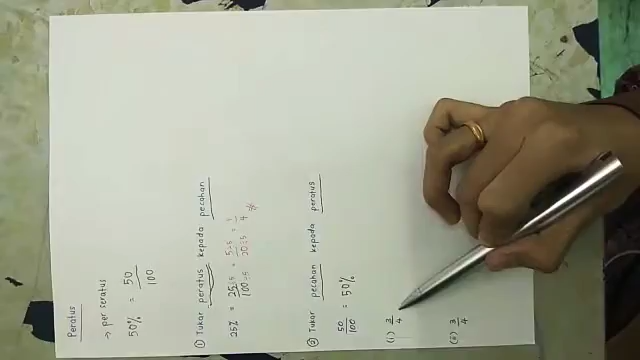 Peratus
→ per seratus
50% = 50/100
① Tukar peratus kepada pecahan
25% = 25÷5/100÷5 = 5÷5/20÷5 = 1/4 *
② Tukar pecahan kepada peratus
50/100 = 50%
(i) 3/4
(ii) 3/4